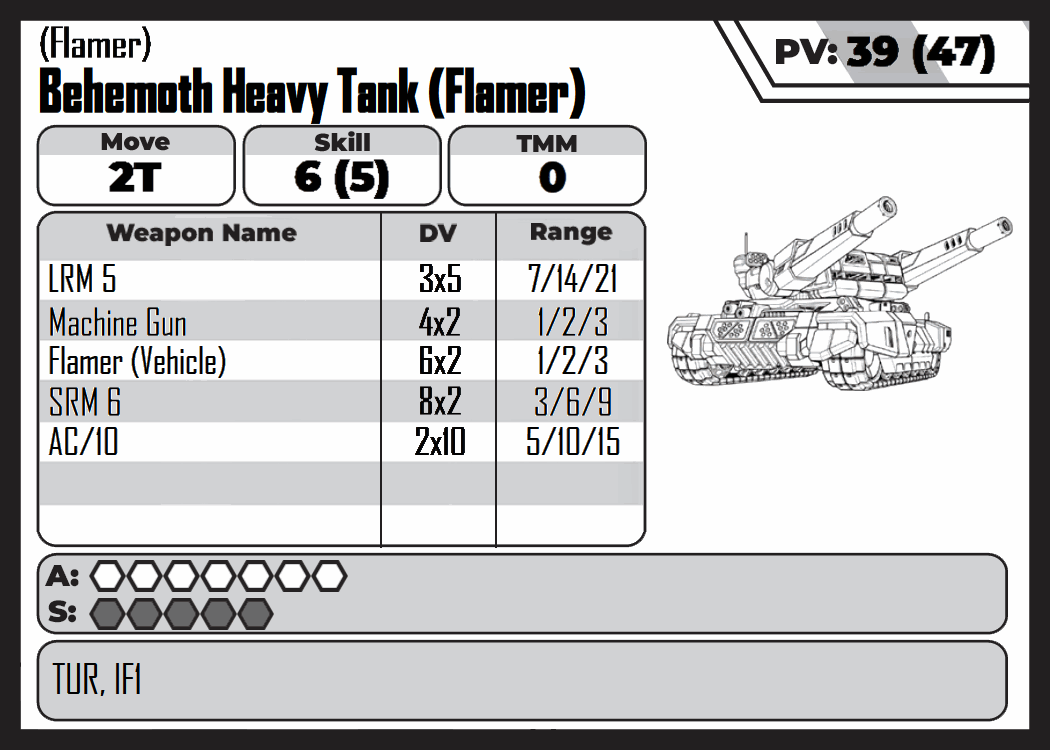 (Flamer)
PV: 39 (47)
Behemoth Heavy Tank (Flamer)
Move Skill TMM
2T 6 (5) 0
Weapon Name DV Range
LRM 5 3x5 7/14/21
Machine Gun 4x2 1/2/3
Flamer (Vehicle) 6x2 1/2/3
SRM 6 8x2 3/6/9
AC/10 2x10 5/10/15
A:
S:
TUR, IF1